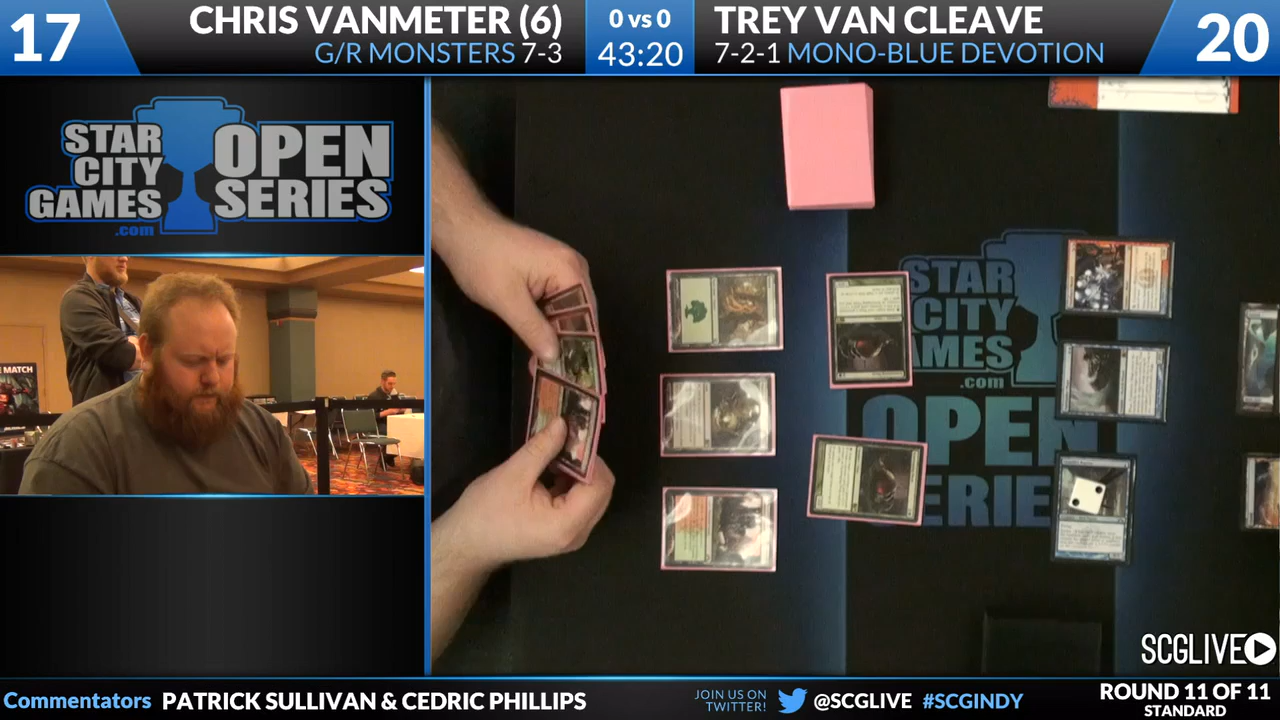 17
CHRIS VANMETER (6)
G/R MONSTERS 7-3
0 vs 0
43:20
TREY VAN CLEAVE
7-2-1 MONO-BLUE DEVOTION
20
STAR
CITY
GAMES
.com
OPEN
SERIES
MATCH
STAR
CITY
GAMES
.com
OPEN
SERIES
SCGLIVE
Commentators PATRICK SULLIVAN & CEDRIC PHILLIPS
JOIN US ON
TWITTER!
@SCGLIVE #SCGINDY
ROUND 11 OF 11
STANDARD